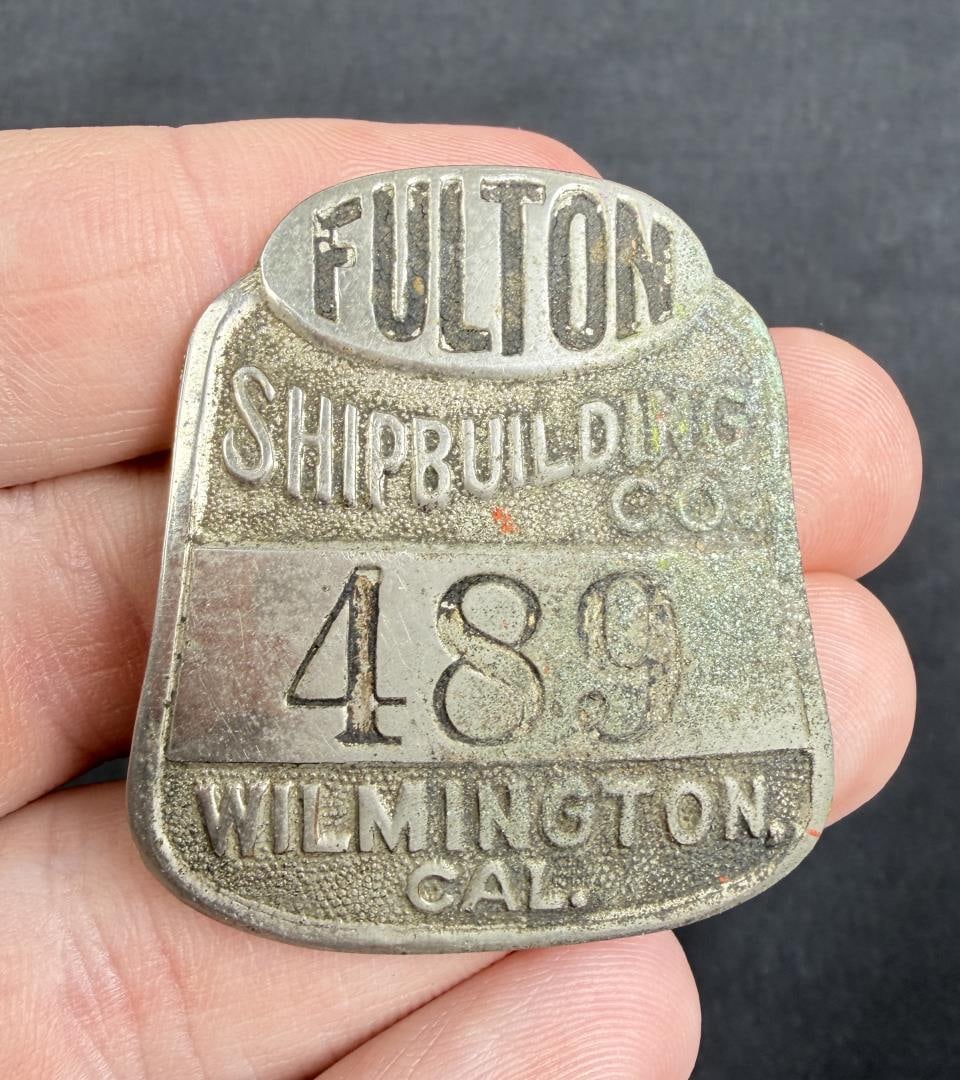 FULTON
SHIPBUILDING
CO.
489
WILMINGTON,
CAL.